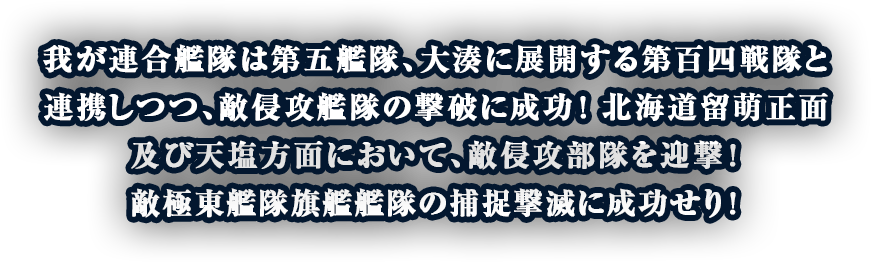 我が連合艦隊は第五艦隊、大湊に展開する第百四戦隊と
連携しつつ、敵侵攻艦隊の撃破に成功！北海道留萌正面
及び天塩方面において、敵侵攻部隊を迎撃！
敵極東艦隊旗艦艦隊の捕捉撃滅に成功せり！